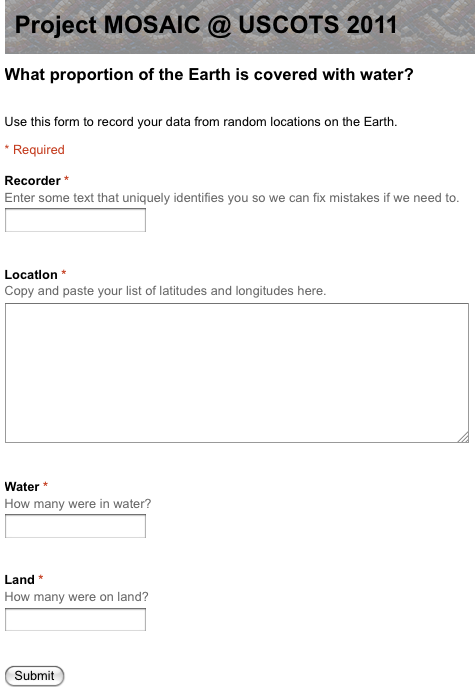 Project MOSAIC @ USCOTS 2011
What proportion of the Earth is covered with water?
Use this form to record your data from random locations on the Earth.
* Required
Recorder *
Enter some text that uniquely identifies you so we can fix mistakes if we need to.
Location *
Copy and paste your list of latitudes and longitudes here.
Water *
How many were in water?
Land *
How many were on land?
Submit